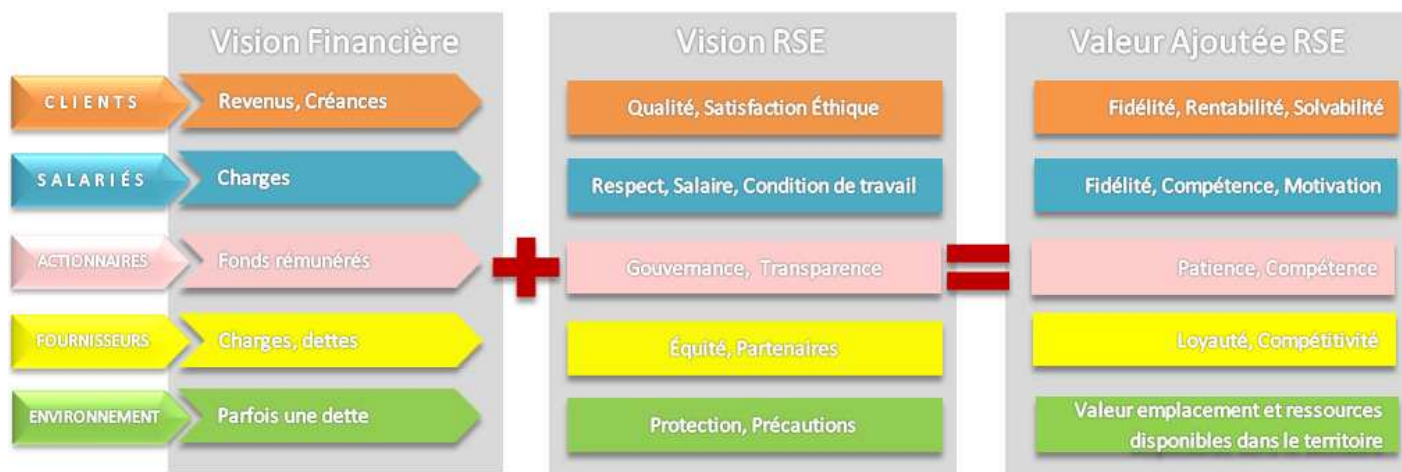 Vision Financière
Vision RSE
Valeur Ajoutée RSE
CLIENTS
Revenus, Créances
Qualité, Satisfaction Éthique
Fidélité, Rentabilité, Solvabilité
SALARIÉS
Charges
Respect, Salaire, Condition de travail
Fidélité, Compétence, Motivation
ACTIONNAIRES
Fonds rémunérés
+
Gouvernance, Transparence
=
Patience, Compétence
FOURNISSEURS
Charges, dettes
Équité, Partenaires
Loyauté, Compétitivité
ENVIRONNEMENT
Parfois une dette
Protection, Précautions
Valeur emplacement et ressources
disponibles dans le territoire